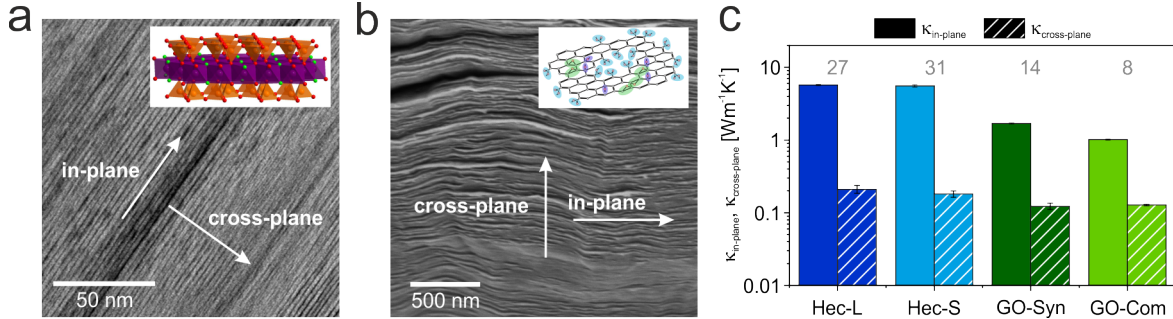 a
in-plane
cross-plane
50 nm
b
cross-plane
in-plane
500 nm
c
κin-plane
κcross-plane
κin-plane, κcross-plane [Wm⁻¹K⁻¹]
10
1
0.1
0.01
27
31
14
8
Hec-L
Hec-S
GO-Syn
GO-Com